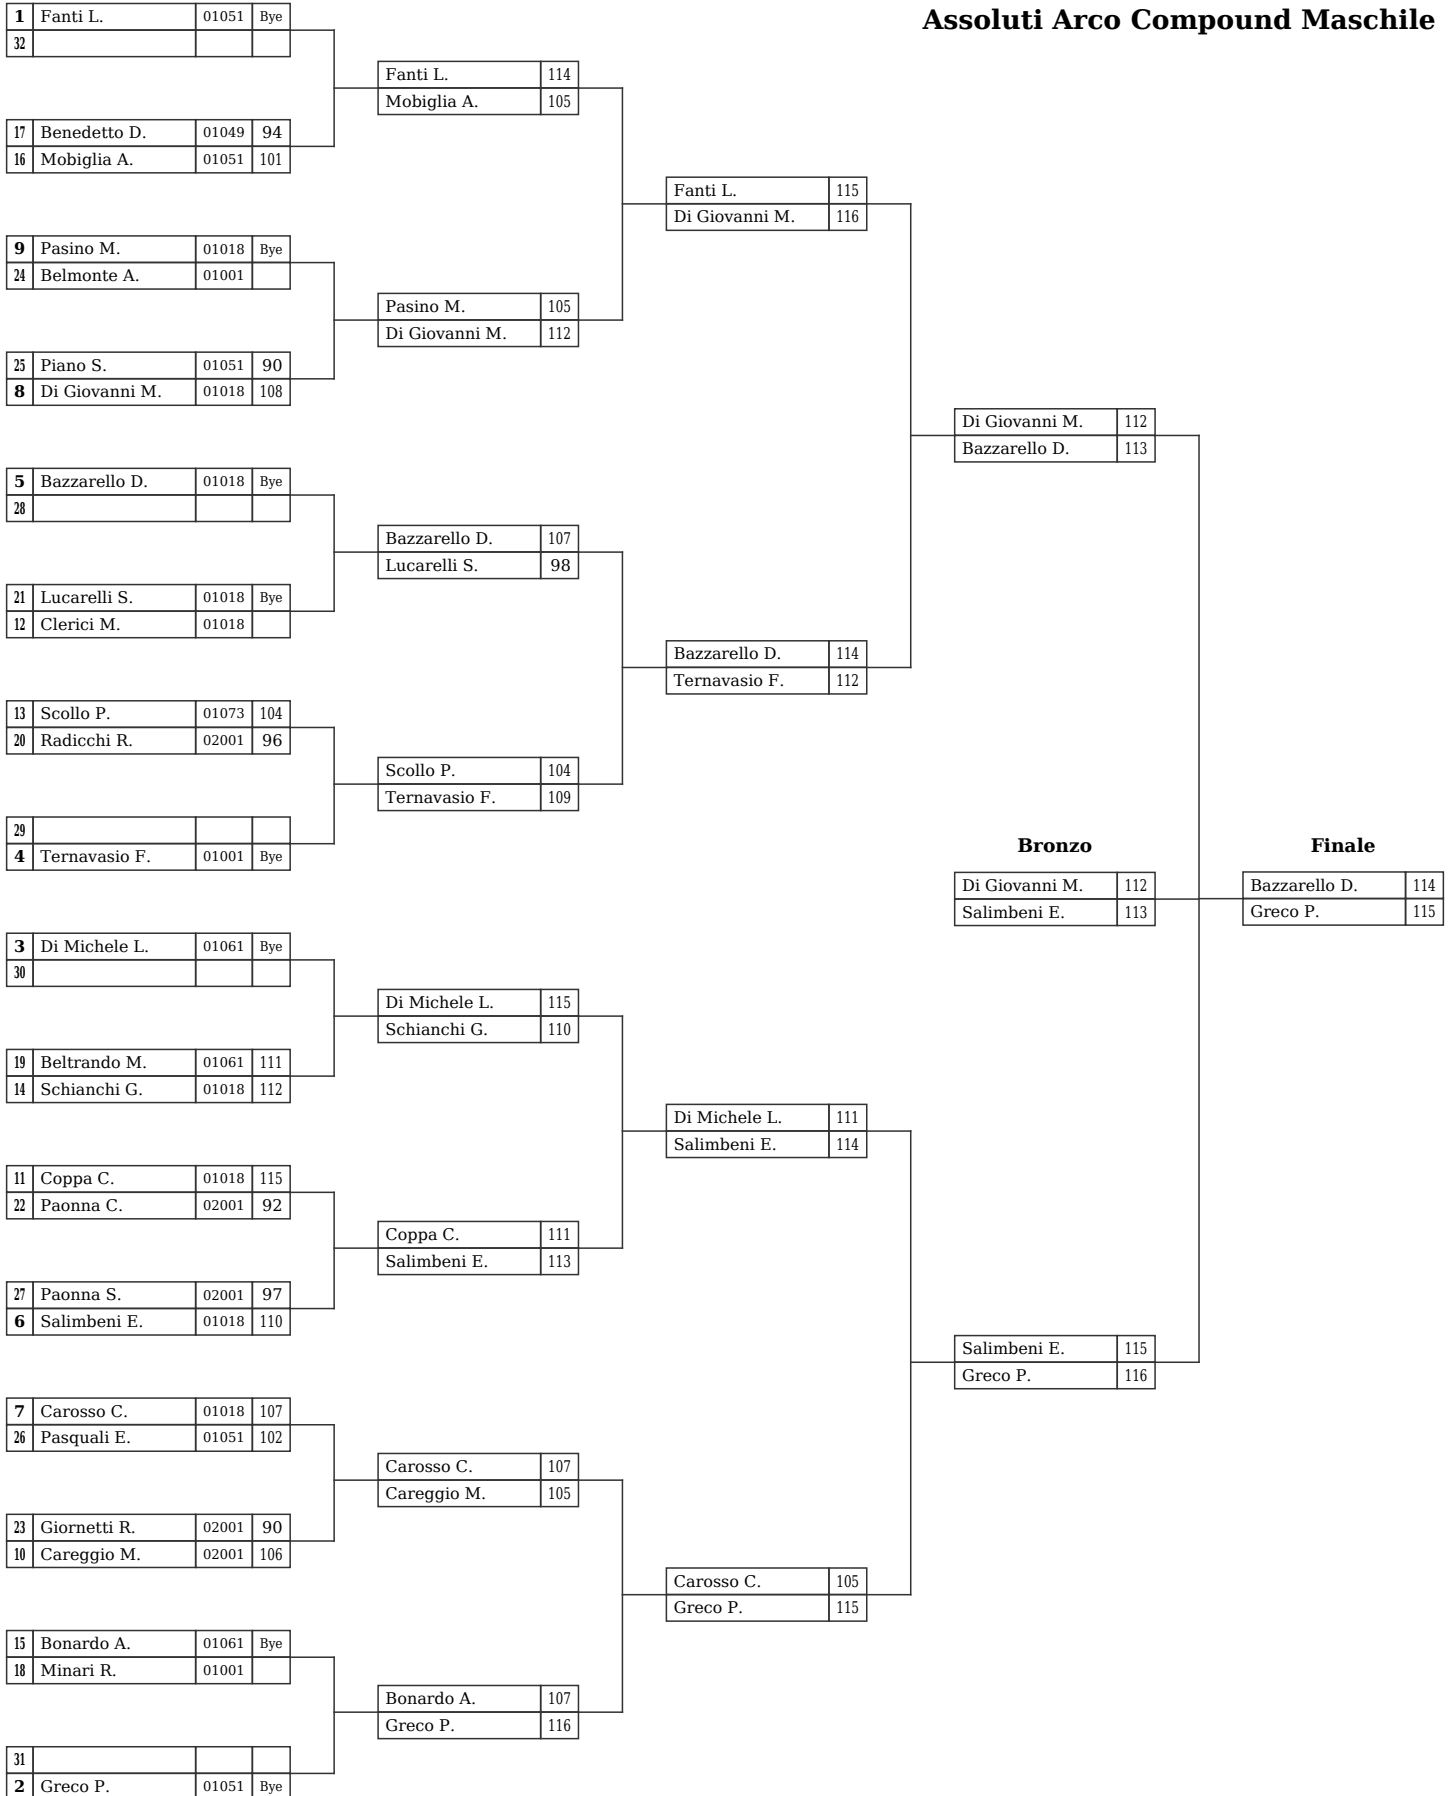 Assoluti Arco Compound Maschile
1 Fanti L. 01051 Bye
32
17 Benedetto D. 01049 94
16 Mobiglia A. 01051 101
9 Pasino M. 01018 Bye
24 Belmonte A. 01001
25 Piano S. 01051 90
8 Di Giovanni M. 01018 108
5 Bazzarello D. 01018 Bye
28
21 Lucarelli S. 01018 Bye
12 Clerici M. 01018
13 Scollo P. 01073 104
20 Radicchi R. 02001 96
29
4 Ternavasio F. 01001 Bye
3 Di Michele L. 01061 Bye
30
19 Beltrando M. 01061 111
14 Schianchi G. 01018 112
11 Coppa C. 01018 115
22 Paonna C. 02001 92
27 Paonna S. 02001 97
6 Salimbeni E. 01018 110
7 Carosso C. 01018 107
26 Pasquali E. 01051 102
23 Giornetti R. 02001 90
10 Careggio M. 02001 106
15 Bonardo A. 01061 Bye
18 Minari R. 01001
31
2 Greco P. 01051 Bye
Fanti L. 114
Mobiglia A. 105
Pasino M. 105
Di Giovanni M. 112
Bazzarello D. 107
Lucarelli S. 98
Scollo P. 104
Ternavasio F. 109
Di Michele L. 115
Schianchi G. 110
Coppa C. 111
Salimbeni E. 113
Carosso C. 107
Careggio M. 105
Bonardo A. 107
Greco P. 116
Fanti L. 115
Di Giovanni M. 116
Bazzarello D. 114
Ternavasio F. 112
Di Michele L. 111
Salimbeni E. 114
Carosso C. 105
Greco P. 115
Di Giovanni M. 112
Bazzarello D. 113
Salimbeni E. 115
Greco P. 116
Bronzo
Di Giovanni M. 112
Salimbeni E. 113
Finale
Bazzarello D. 114
Greco P. 115